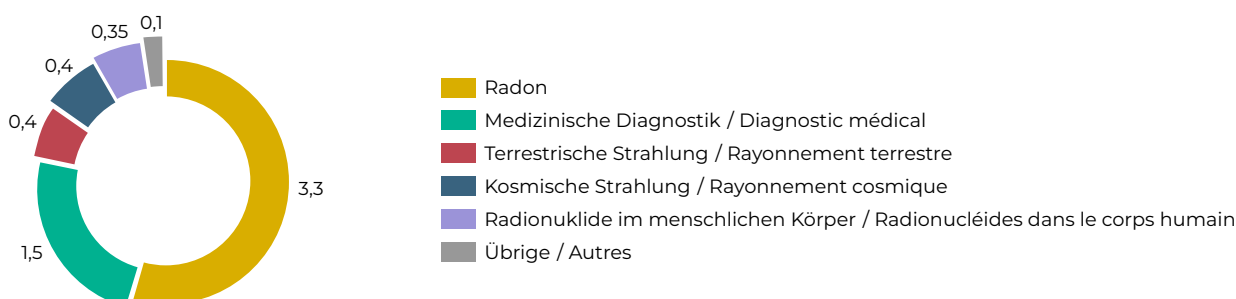 0,1
0,35
0,4
0,4
3,3
1,5
Radon
Medizinische Diagnostik / Diagnostic médical
Terrestrische Strahlung / Rayonnement terrestre
Kosmische Strahlung / Rayonnement cosmique
Radionuklide im menschlichen Körper / Radionucléides dans le corps humain
Übrige / Autres